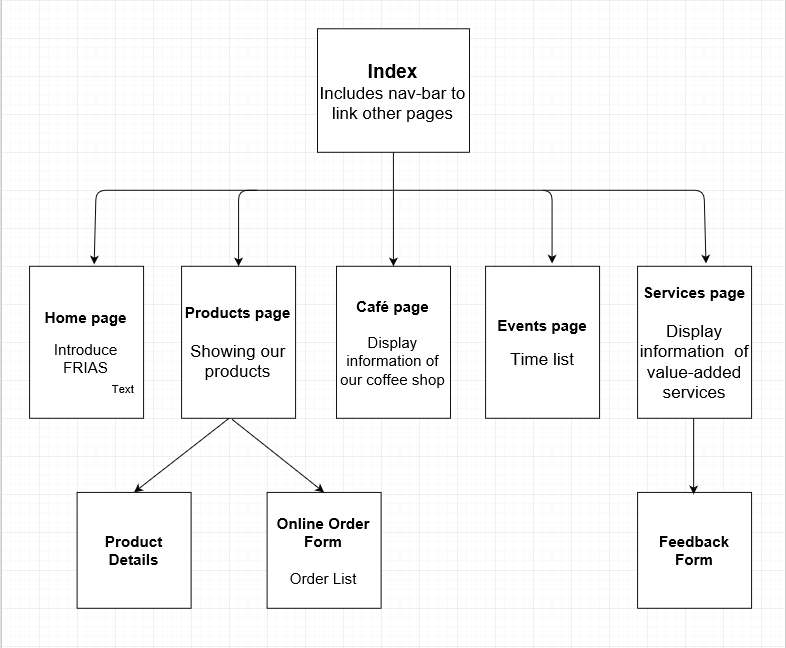 Index
Includes nav-bar to
link other pages
Home page
Introduce
FRIAS
Text
Products page
Showing our
products
Café page
Display
information of
our coffee shop
Events page
Time list
Services page
Display
information of
value-added
services
Product
Details
Online Order
Form
Order List
Feedback
Form